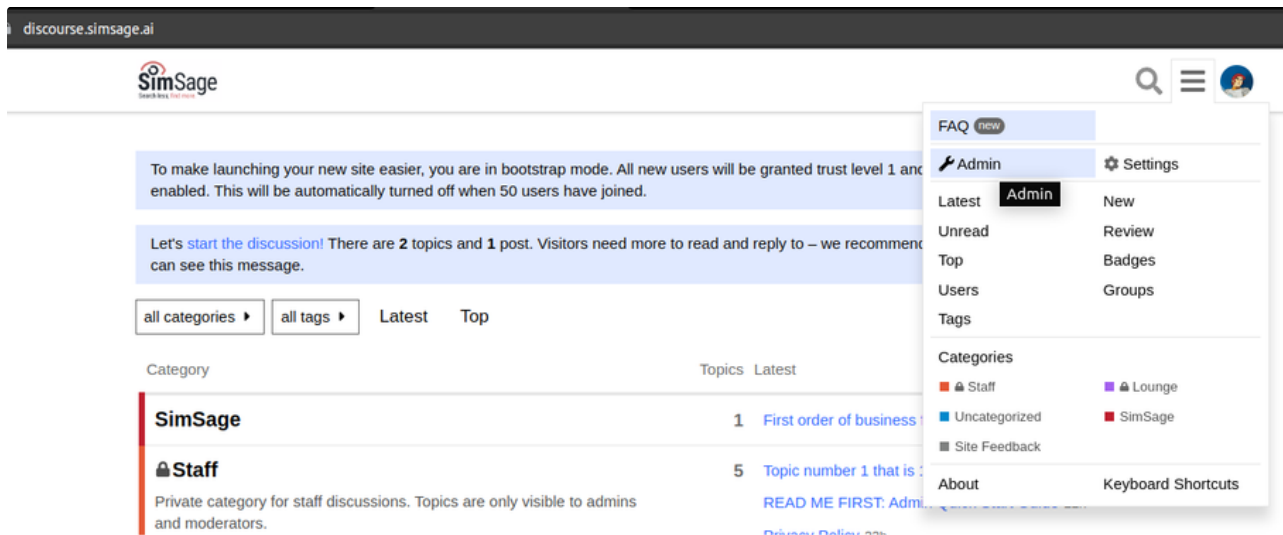 discourse.simsage.ai
SimSage
FAQ new
Admin Settings
Admin
Latest New
Unread Review
Top Badges
Users Groups
Tags
Categories
Staff Lounge
Uncategorized SimSage
Site Feedback
About Keyboard Shortcuts
To make launching your new site easier, you are in bootstrap mode. All new users will be granted trust level 1 and
enabled. This will be automatically turned off when 50 users have joined.
Let's start the discussion! There are 2 topics and 1 post. Visitors need more to read and reply to – we recommend
can see this message.
all categories all tags Latest Top
Category Topics Latest
SimSage 1 First order of business
Staff 5 Topic number 1 that is
Private category for staff discussions. Topics are only visible to admins
and moderators.
READ ME FIRST: Admin
Privacy Policy